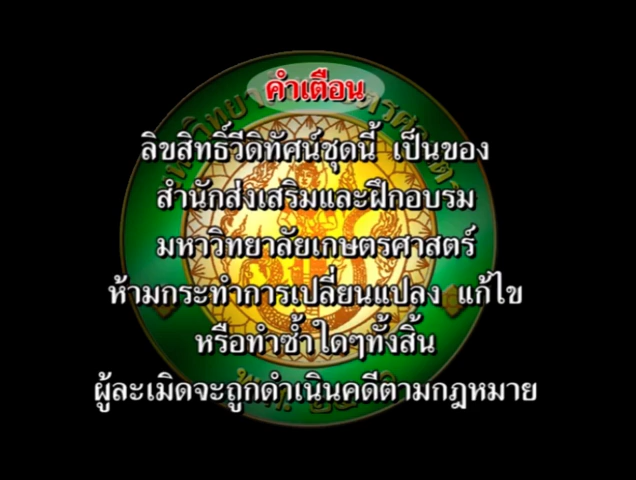 คำเตือน
ลิขสิทธิ์วีดิทัศน์ชุดนี้ เป็นของ
สำนักส่งเสริมและฝึกอบรม
มหาวิทยาลัยเกษตรศาสตร์
ห้ามกระทำการเปลี่ยนแปลง แก้ไข
หรือทำซ้ำใดๆทั้งสิ้น
ผู้ละเมิดจะถูกดำเนินคดีตามกฎหมาย